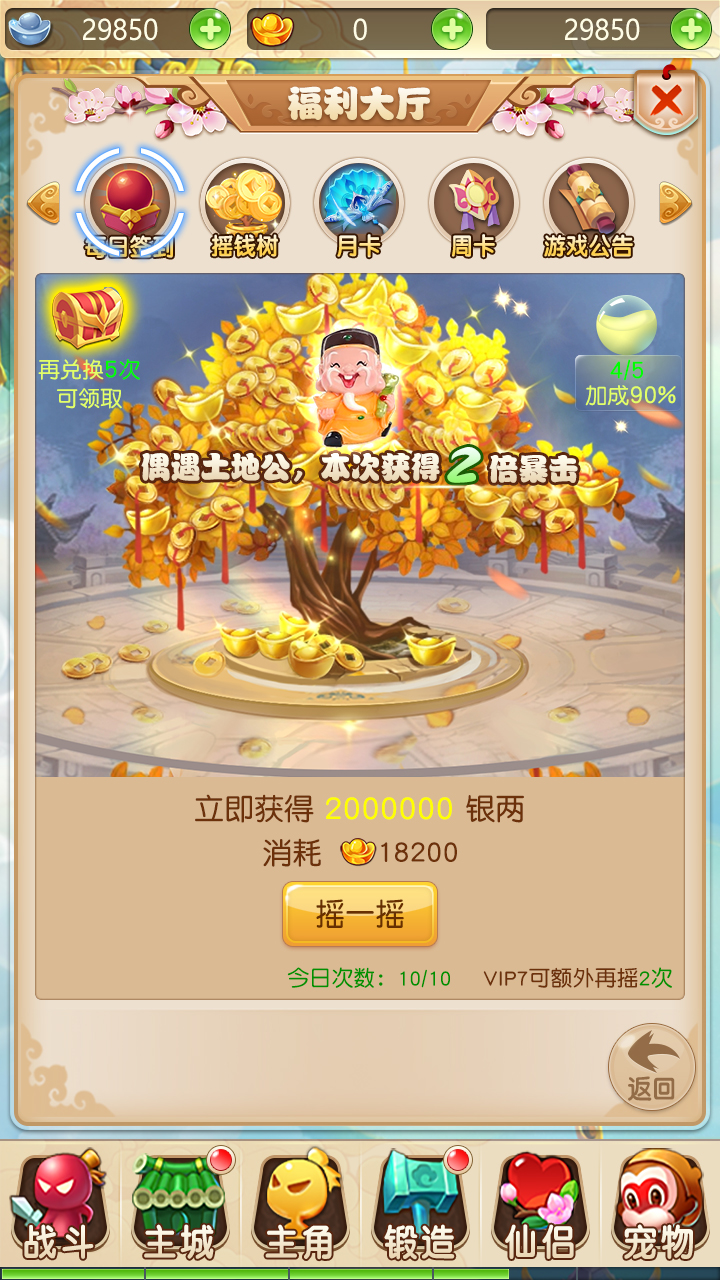 29850 0 29850
福利大厅
每日签到 摇钱树 月卡 周卡 游戏公告
再兑换5次
可领取
4/5
加成90%
偶遇土地公，本次获得2倍暴击
立即获得 2000000 银两
消耗 18200
摇一摇
今日次数：10/10 VIP7可额外再摇2次
返回
战斗 主城 主角 锻造 仙侣 宠物